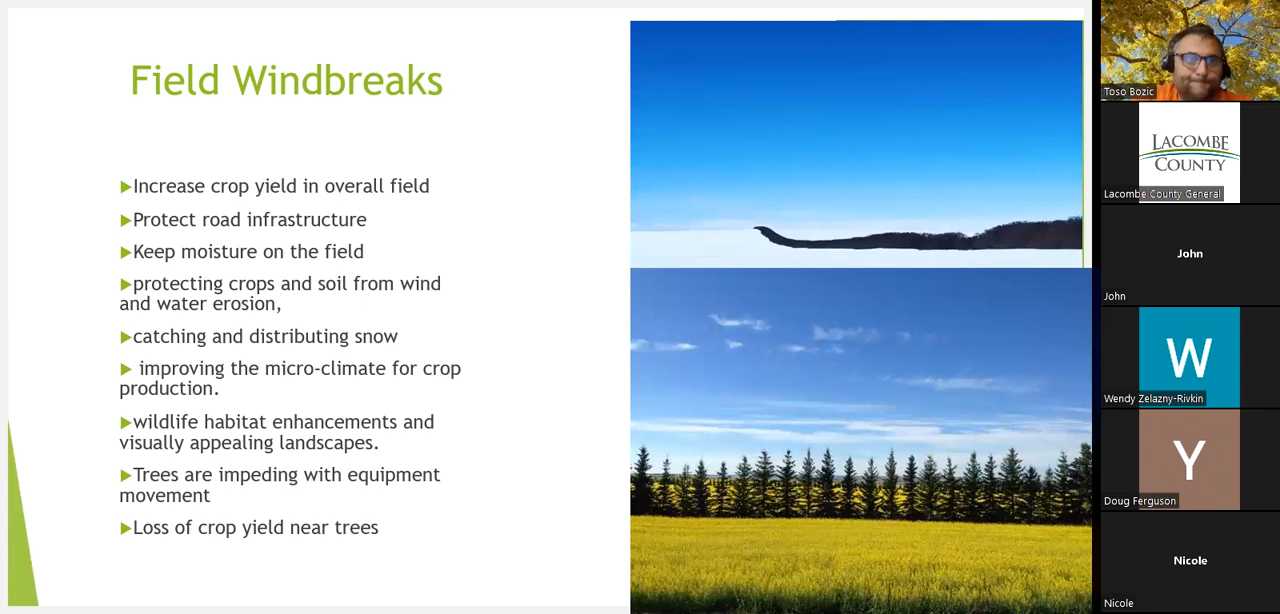 Field Windbreaks
▶Increase crop yield in overall field
▶Protect road infrastructure
▶Keep moisture on the field
▶protecting crops and soil from wind
and water erosion,
▶catching and distributing snow
▶ improving the micro-climate for crop
production.
▶wildlife habitat enhancements and
visually appealing landscapes.
▶Trees are impeding with equipment
movement
▶Loss of crop yield near trees
Toso Bozic
LACOMBE
COUNTY
Lacombe County General
John
John
W
Wendy Zelazny-Rivkin
Y
Doug Ferguson
Nicole
Nicole